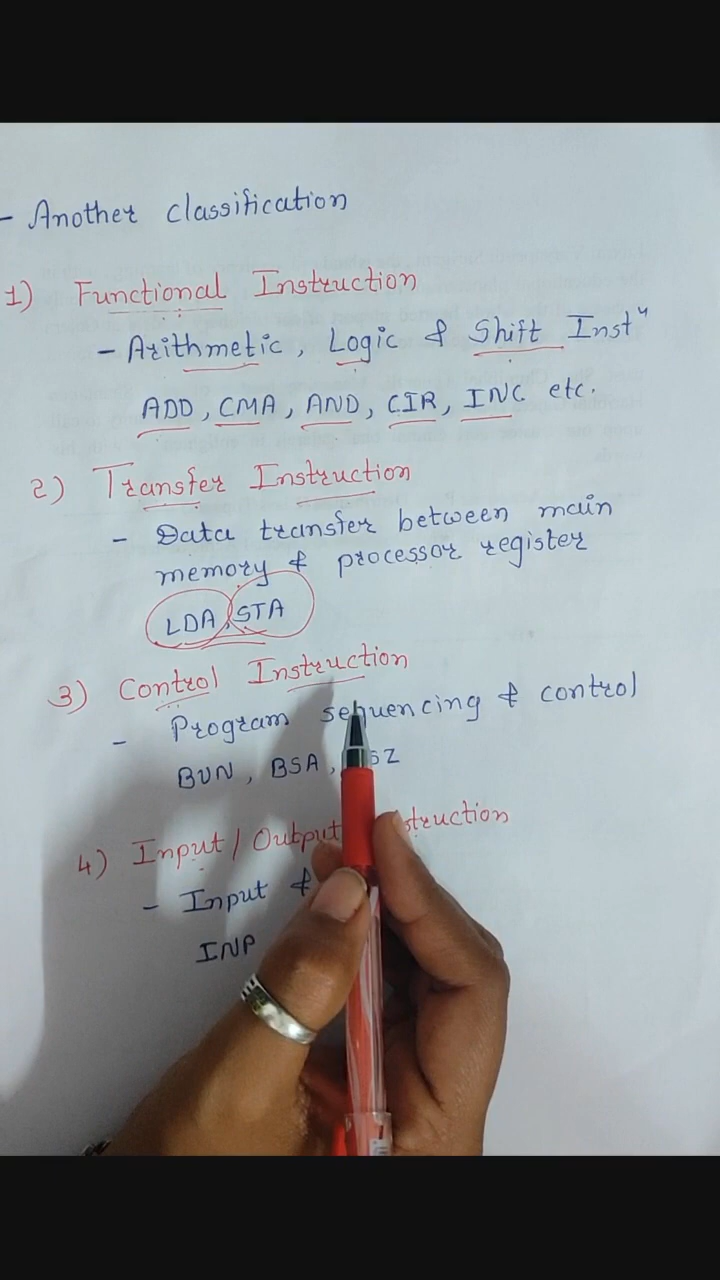 - Another classification
1) Functional Instruction
- Arithmetic, Logic & Shift Instⁿ
ADD, CMA, AND, CIR, INC etc.
2) Transfer Instruction
- Data transfer between main
memory & processor register
LDA, STA
3) Control Instruction
- Program sequencing & control
BUN, BSA, SZ
4) Input / Output struction
- Input &
INP